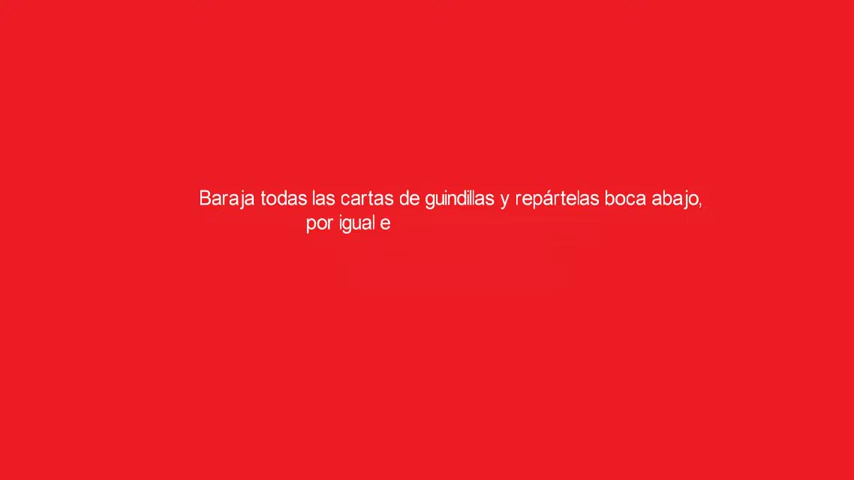 Baraja todas las cartas de guindillas y repártelas boca abajo,
por igual e